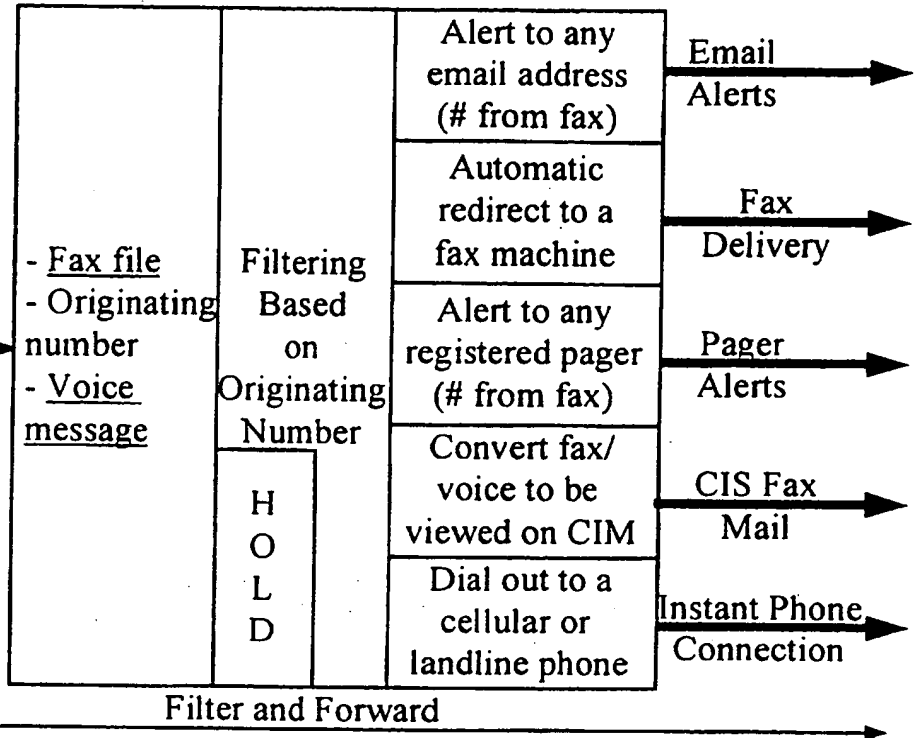 - Fax file
- Originating
number
- Voice
message
Filtering
Based
on
Originating
Number
H
O
L
D
Alert to any
email address
(# from fax)
Automatic
redirect to a
fax machine
Alert to any
registered pager
(# from fax)
Convert fax/
voice to be
viewed on CIM
Dial out to a
cellular or
landline phone
Email
Alerts
Fax
Delivery
Pager
Alerts
CIS Fax
Mail
Instant Phone
Connection
Filter and Forward